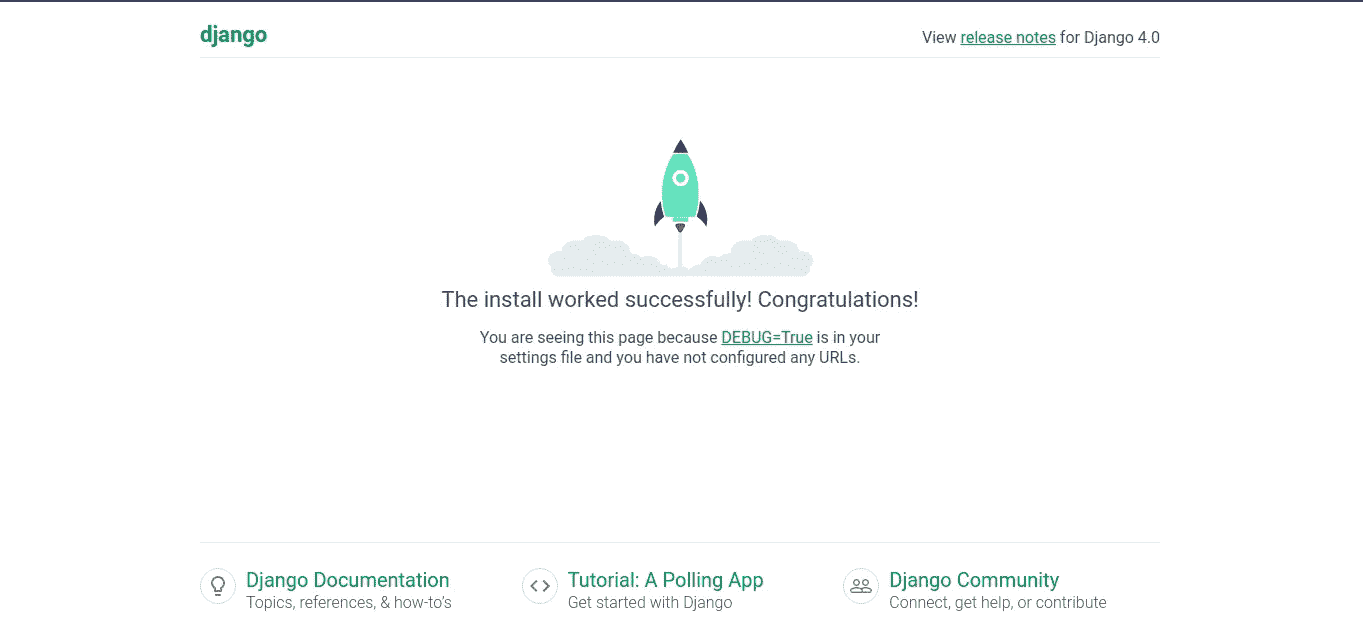 django
View release notes for Django 4.0
The install worked successfully! Congratulations!
You are seeing this page because DEBUG=True is in your
settings file and you have not configured any URLs.
Django Documentation
Topics, references, & how-to’s
Tutorial: A Polling App
Get started with Django
Django Community
Connect, get help, or contribute